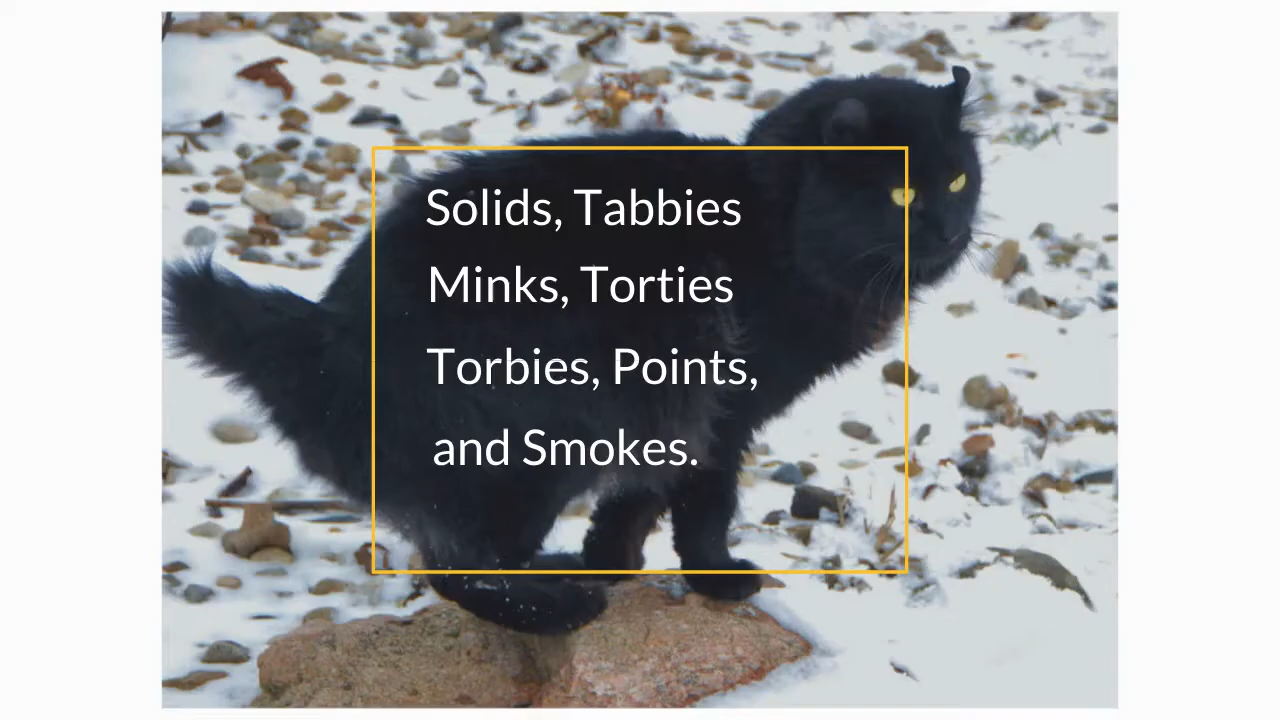 Solids, Tabbies
Minks, Torties
Torbies, Points,
and Smokes.